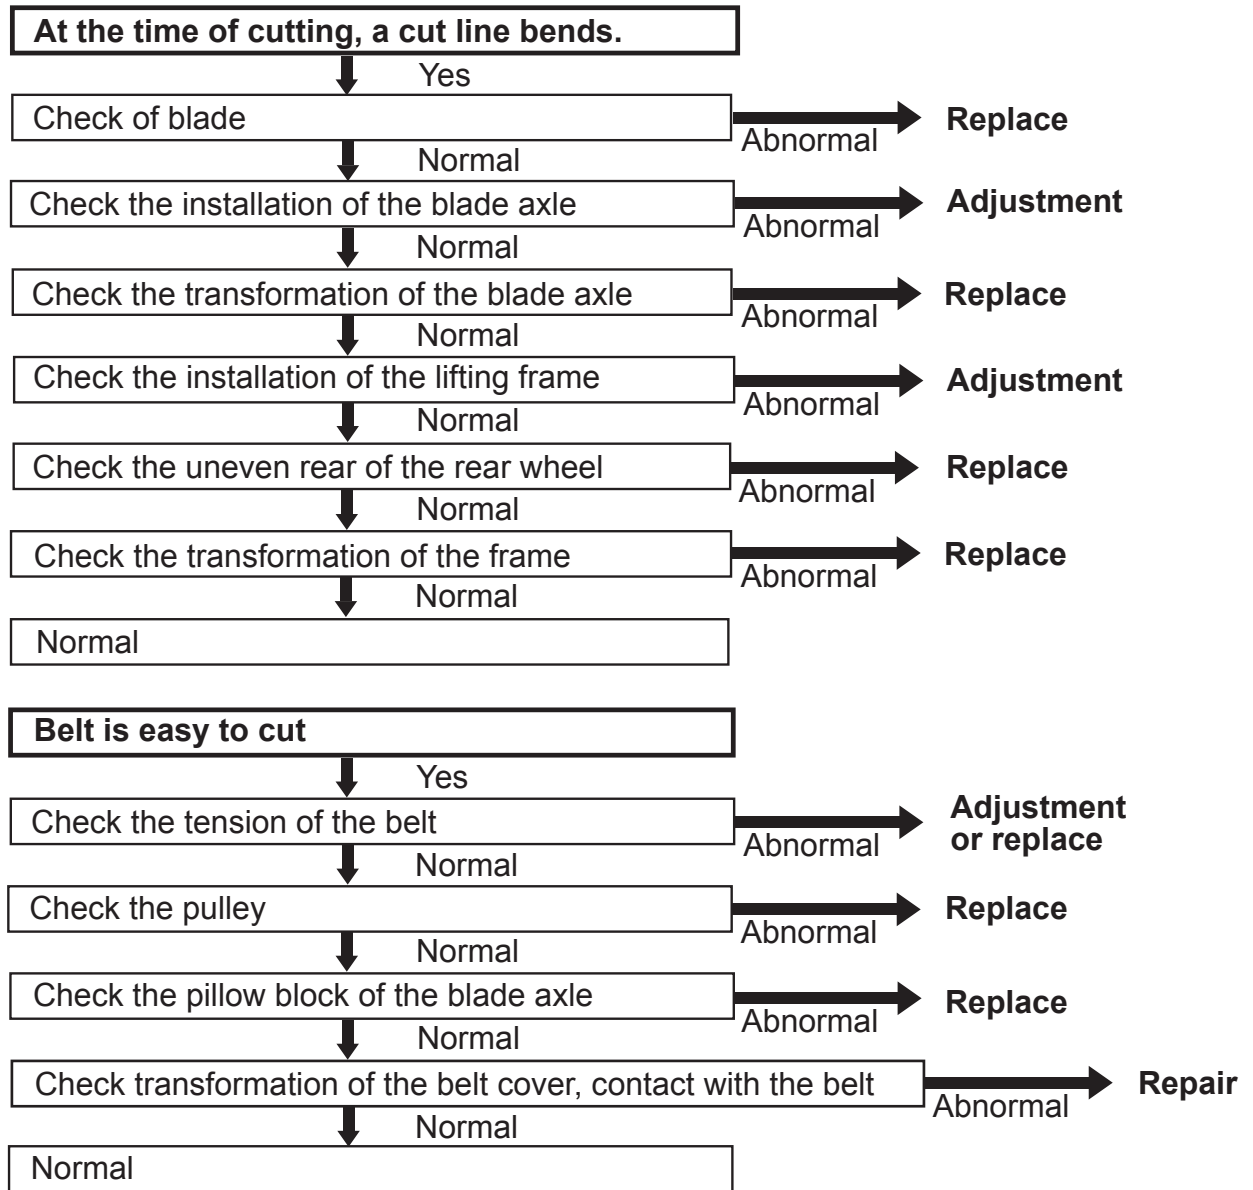 At the time of cutting, a cut line bends.
Yes
Check of blade
Abnormal
Replace
Normal
Check the installation of the blade axle
Abnormal
Adjustment
Normal
Check the transformation of the blade axle
Abnormal
Replace
Normal
Check the installation of the lifting frame
Abnormal
Adjustment
Normal
Check the uneven rear of the rear wheel
Abnormal
Replace
Normal
Check the transformation of the frame
Abnormal
Replace
Normal
Normal
Belt is easy to cut
Yes
Check the tension of the belt
Abnormal
Adjustment
or replace
Normal
Check the pulley
Abnormal
Replace
Normal
Check the pillow block of the blade axle
Abnormal
Replace
Normal
Check transformation of the belt cover, contact with the belt
Abnormal
Repair
Normal
Normal